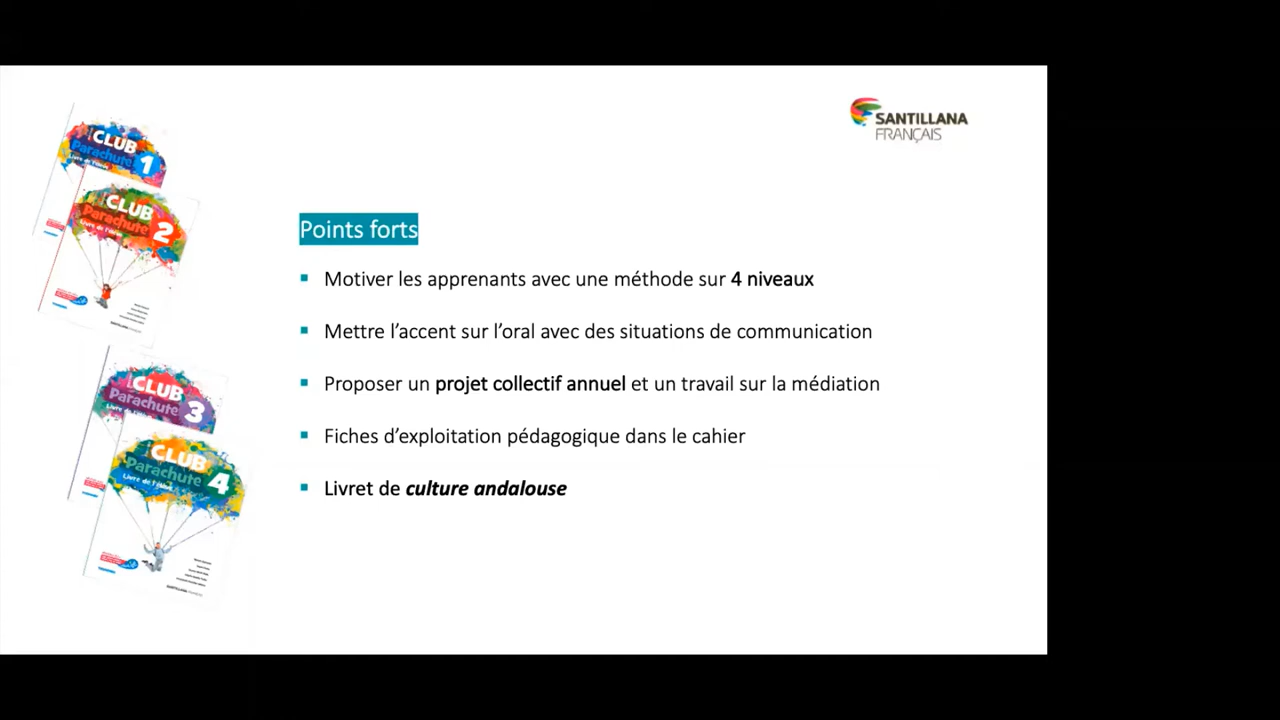 SANTILLANA
FRANÇAIS
CLUB
Parachute 1
Livre de l'élève
CLUB
Parachute 2
Livre de l'élève
CLUB
Parachute 3
CLUB
Parachute 4
Livre de l'élève
Points forts
Motiver les apprenants avec une méthode sur 4 niveaux
Mettre l’accent sur l’oral avec des situations de communication
Proposer un projet collectif annuel et un travail sur la médiation
Fiches d’exploitation pédagogique dans le cahier
Livret de culture andalouse